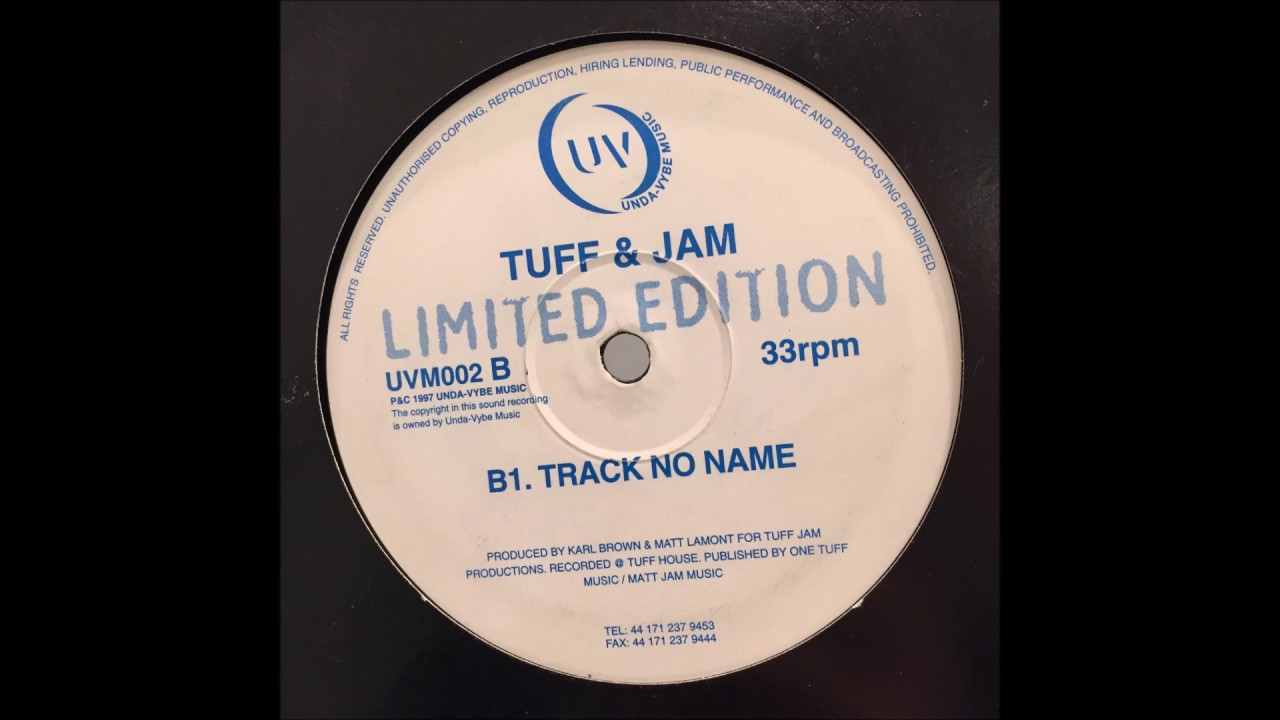 ALL RIGHTS RESERVED. UNAUTHORISED COPYING, REPRODUCTION, HIRING LENDING, PUBLIC PERFORMANCE AND BROADCASTING PROHIBITED.
UV
UNDA-VYBE MUSIC
TUFF & JAM
LIMITED EDITION
33rpm
UVM002 B
P&C 1997 UNDA-VYBE MUSIC
The copyright in this sound recording
is owned by Unda-Vybe Music
B1. TRACK NO NAME
PRODUCED BY KARL BROWN & MATT LAMONT FOR TUFF JAM
PRODUCTIONS. RECORDED @ TUFF HOUSE. PUBLISHED BY ONE TUFF
MUSIC / MATT JAM MUSIC
TEL: 44 171 237 9453
FAX: 44 171 237 9444